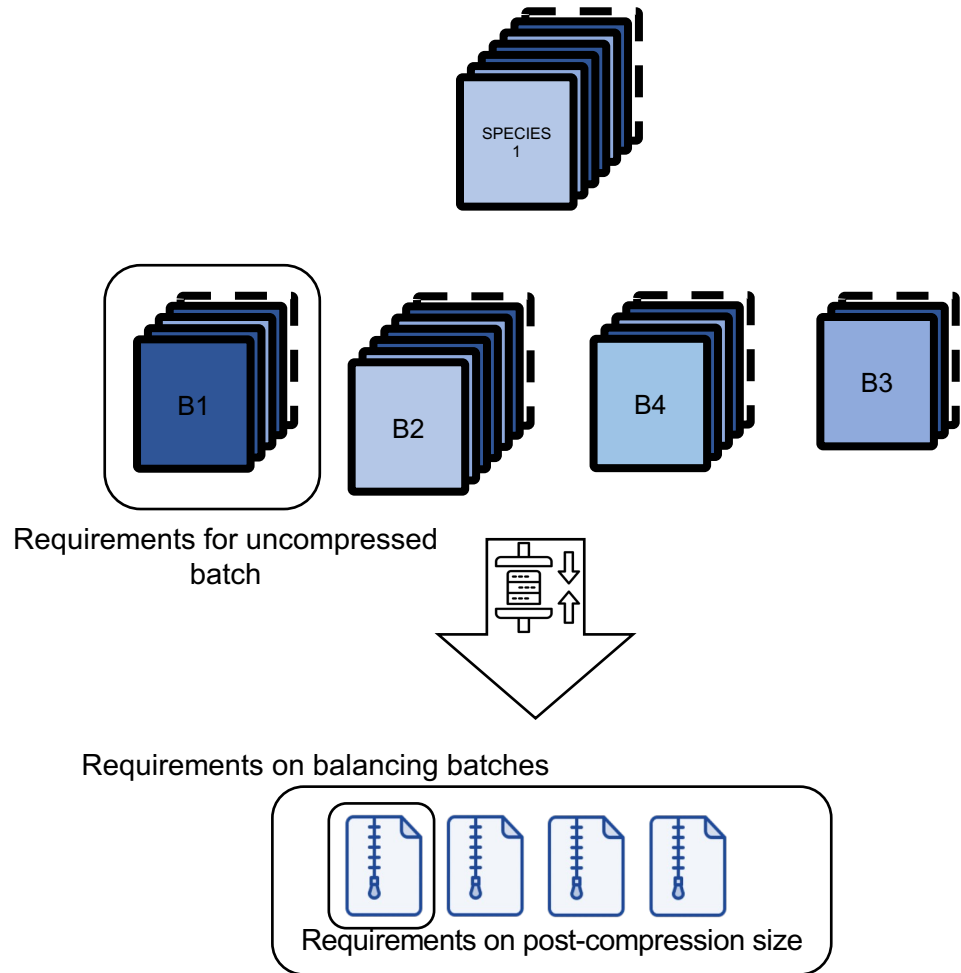 SPECIES
1
B1
B2
B4
B3
Requirements for uncompressed
batch
Requirements on balancing batches
Requirements on post-compression size